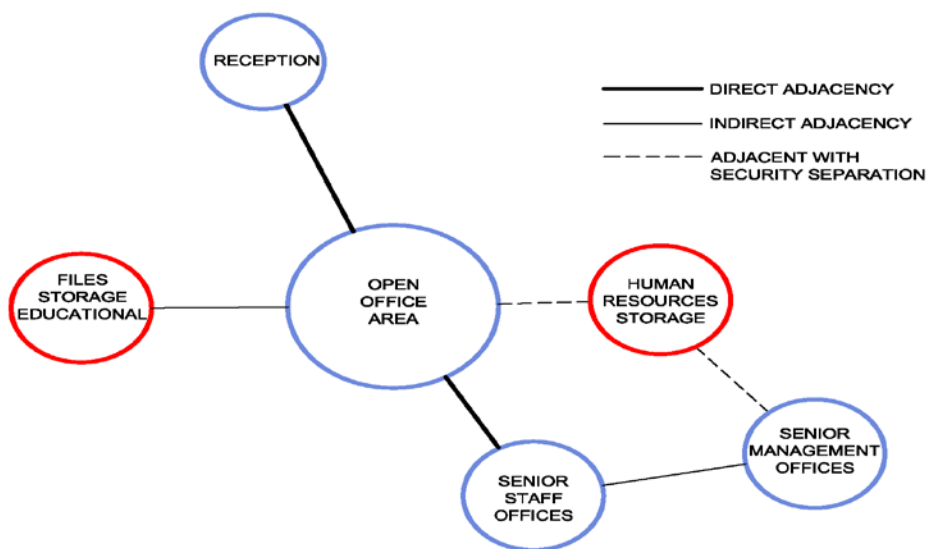 RECEPTION
DIRECT ADJACENCY
INDIRECT ADJACENCY
ADJACENT WITH
SECURITY SEPARATION
FILES
STORAGE
EDUCATIONAL
OPEN
OFFICE
AREA
HUMAN
RESOURCES
STORAGE
SENIOR
MANAGEMENT
OFFICES
SENIOR
STAFF
OFFICES